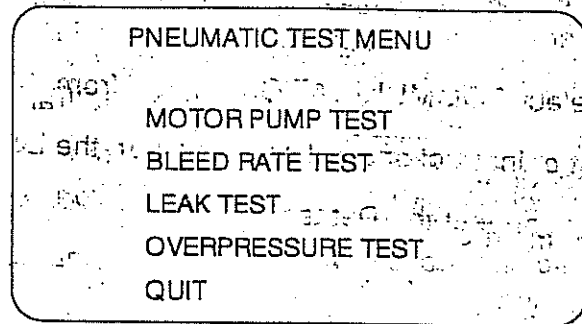 PNEUMATIC TEST MENU
MOTOR PUMP TEST
BLEED RATE TEST
LEAK TEST
OVERPRESSURE TEST
QUIT